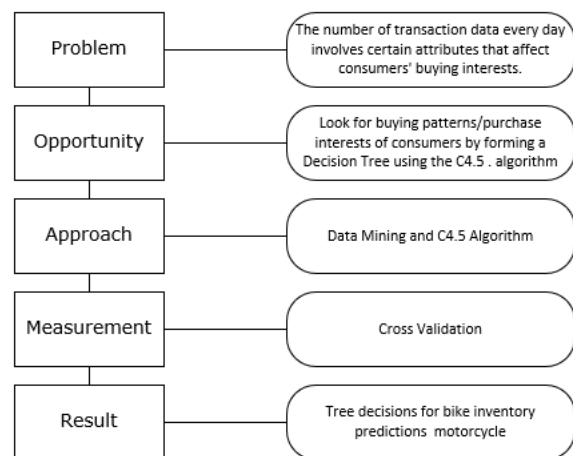 Problem
The number of transaction data every day
involves certain attributes that affect
consumers' buying interests.
Opportunity
Look for buying patterns/purchase
interests of consumers by forming a
Decision Tree using the C4.5 . algorithm
Approach
Data Mining and C4.5 Algorithm
Measurement
Cross Validation
Result
Tree decisions for bike inventory
predictions motorcycle